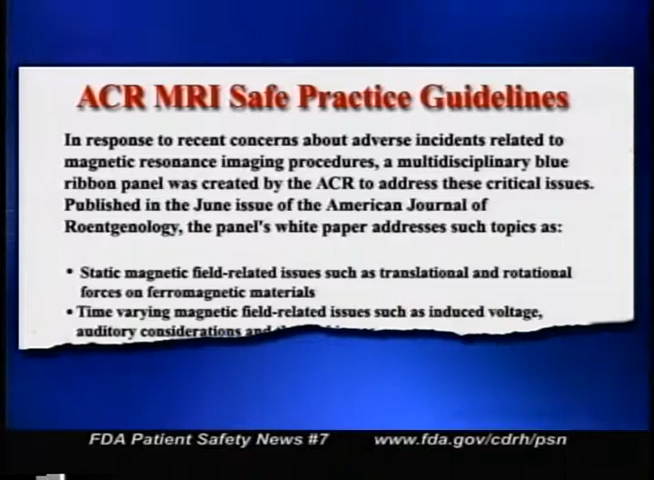 ACR MRI Safe Practice Guidelines
In response to recent concerns about adverse incidents related to
magnetic resonance imaging procedures, a multidisciplinary blue
ribbon panel was created by the ACR to address these critical issues.
Published in the June issue of the American Journal of
Roentgenology, the panel's white paper addresses such topics as:
• Static magnetic field-related issues such as translational and rotational
forces on ferromagnetic materials
• Time varying magnetic field-related issues such as induced voltage,
auditory considerations and
FDA Patient Safety News #7 www.fda.gov/cdrh/psn